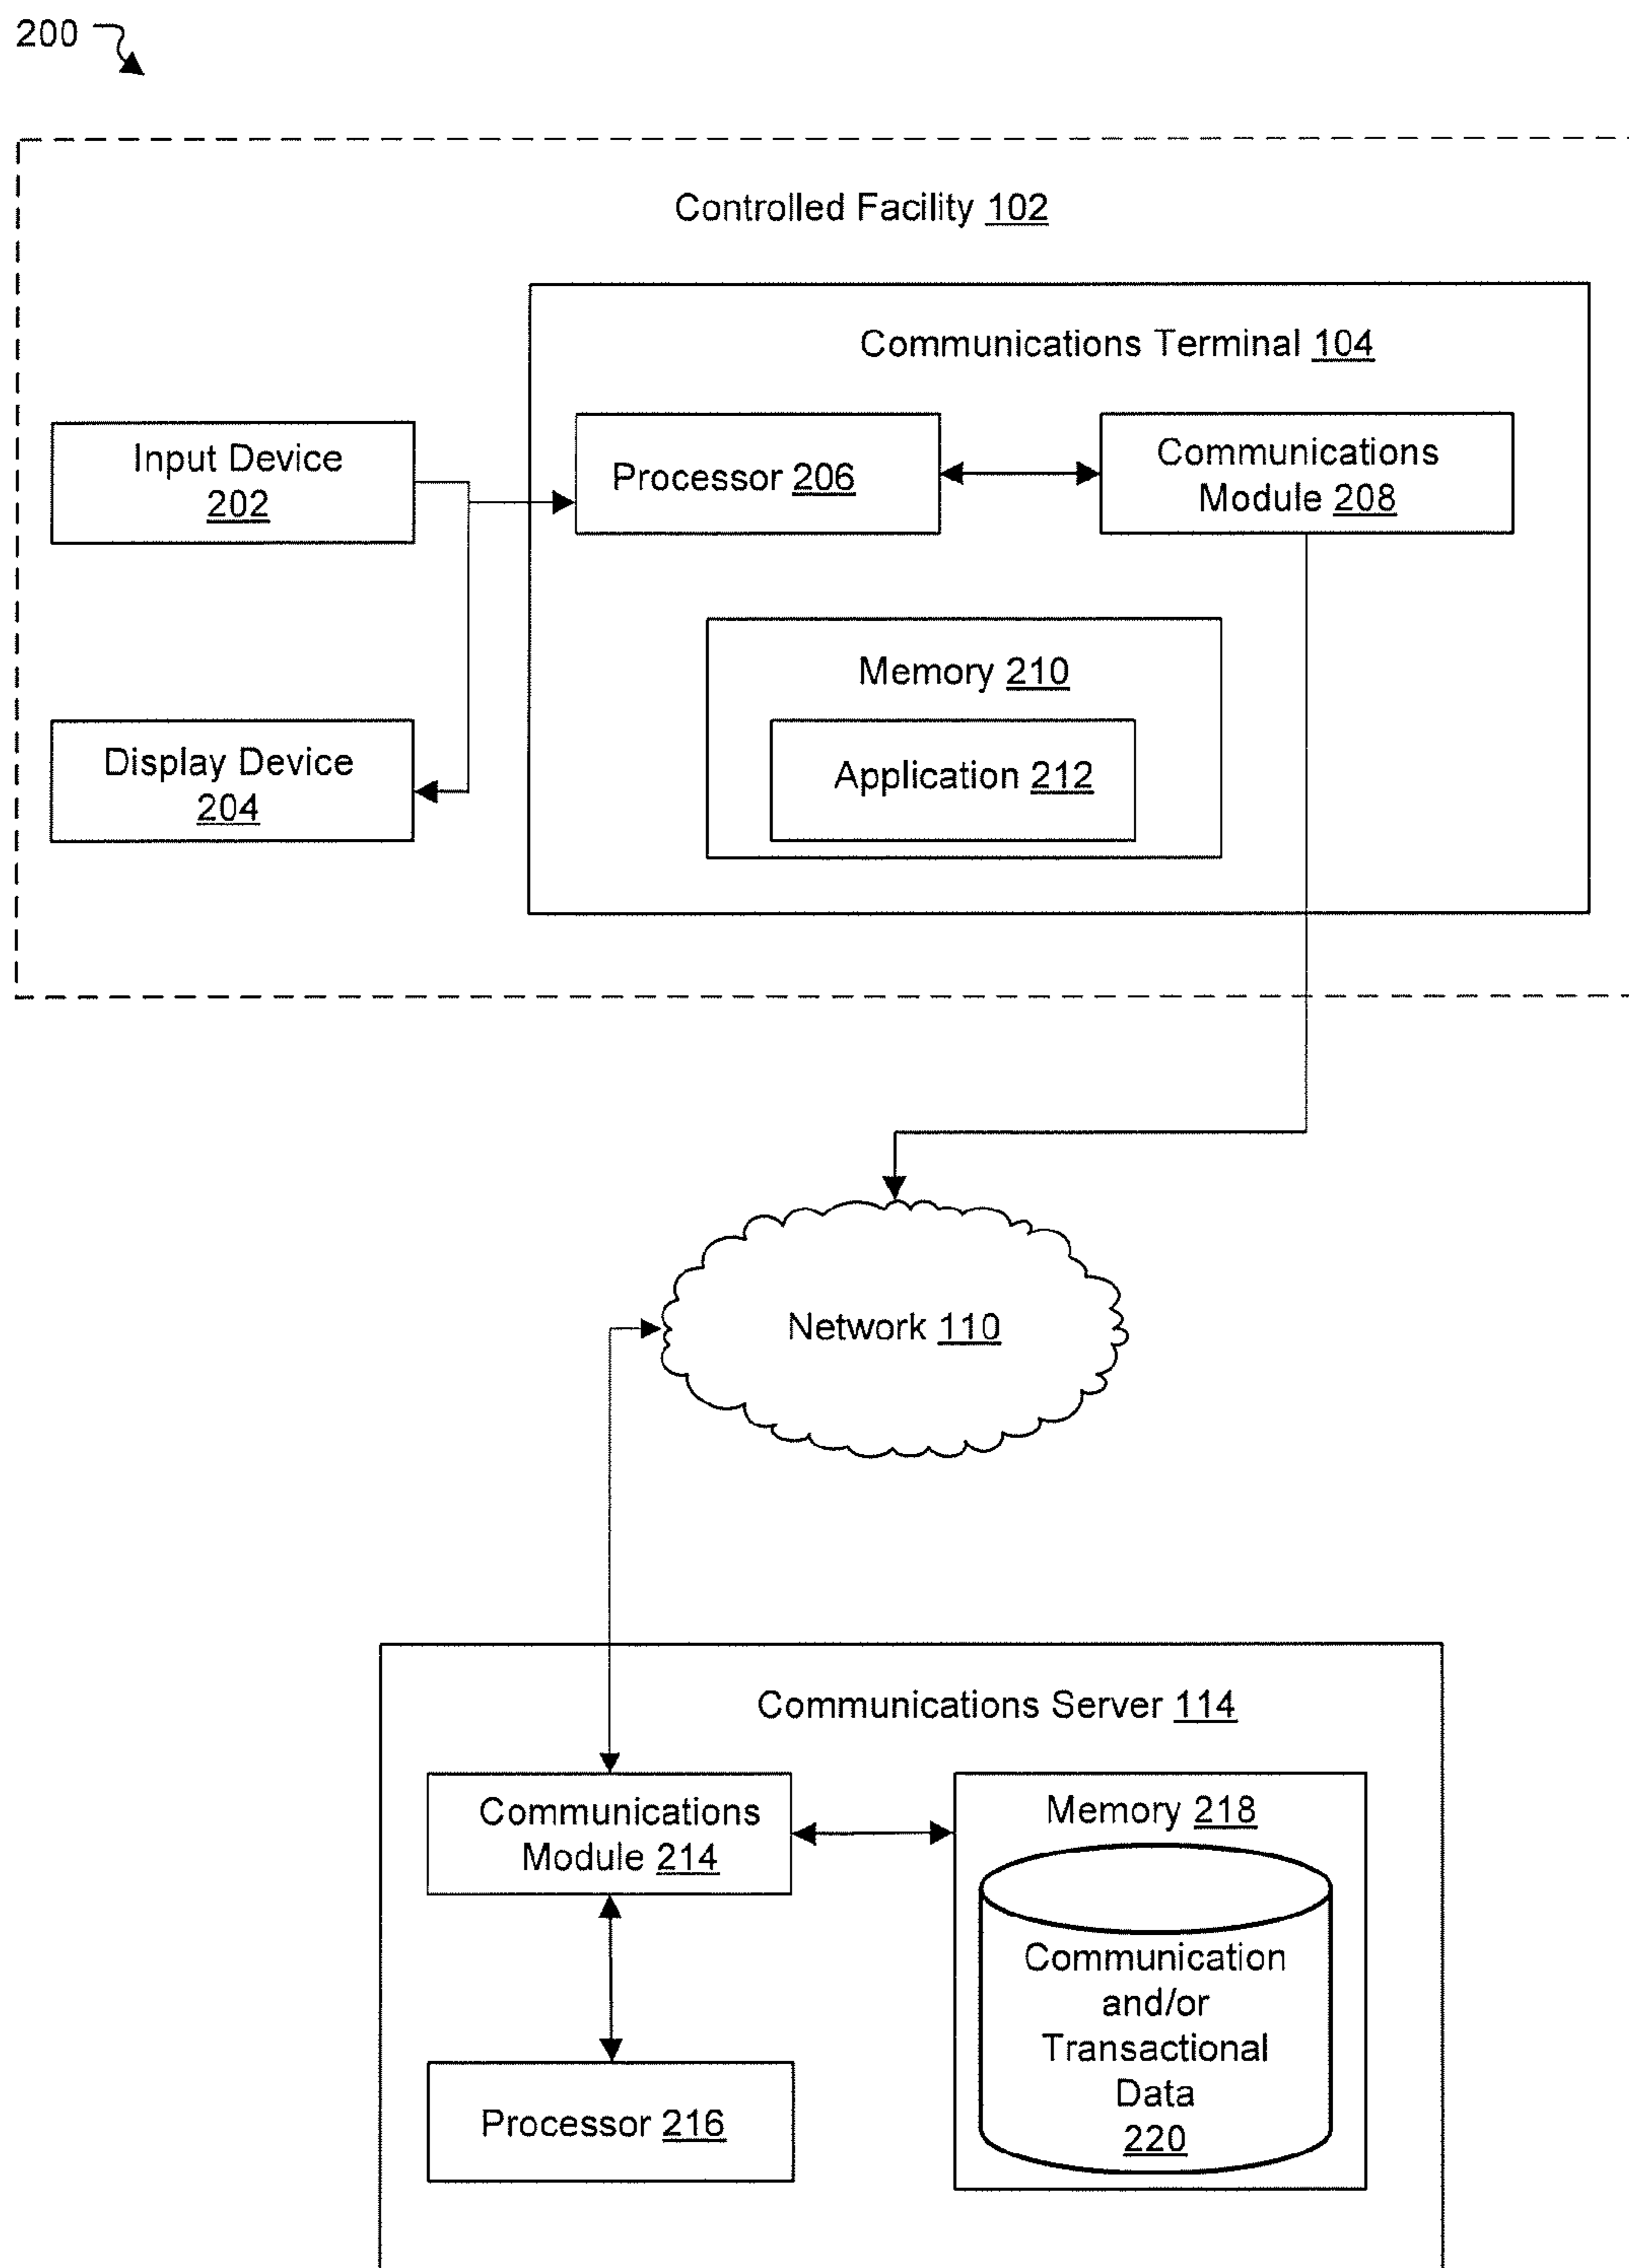 200
Controlled Facility 102
Communications Terminal 104
Input Device
202
Processor 206
Communications
Module 208
Memory 210
Application 212
Display Device
204
Network 110
Communications Server 114
Communications
Module 214
Memory 218
Communication
and/or
Transactional
Data
220
Processor 216